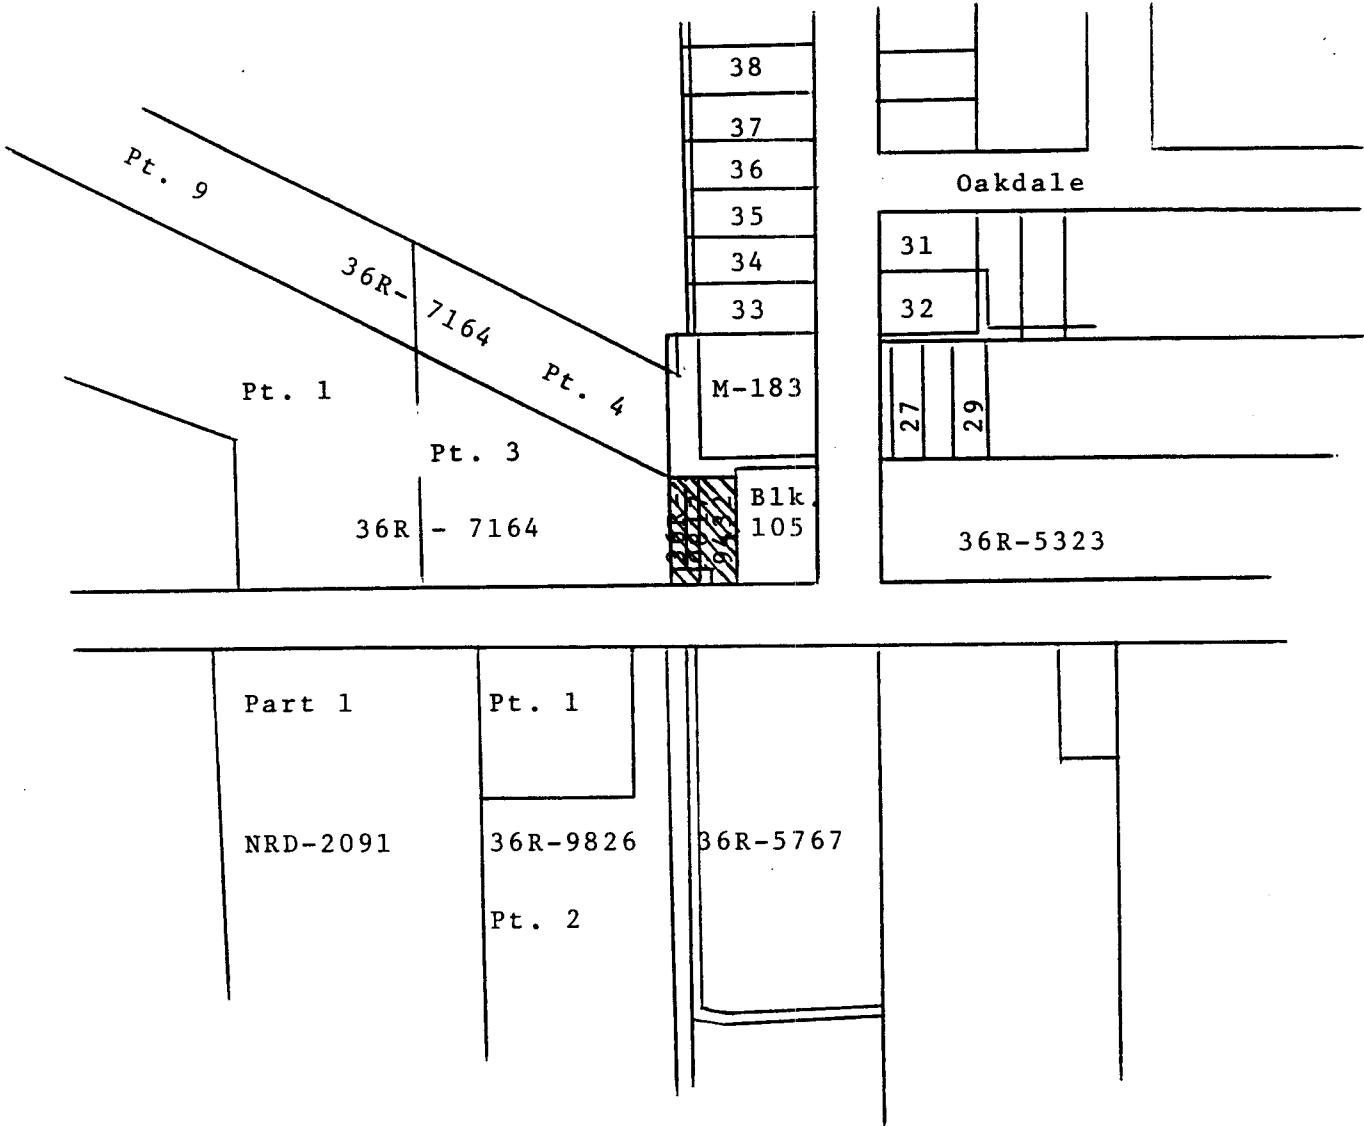 38
37
36
35
34
33
Oakdale
31
32
Pt. 9
36R-
7164
Pt. 4
Pt. 1
Pt. 3
M-183
27
29
36R - 7164
Blk.
105
36R-5323
Part 1
Pt. 1
NRD-2091
36R-9826
36R-5767
Pt. 2